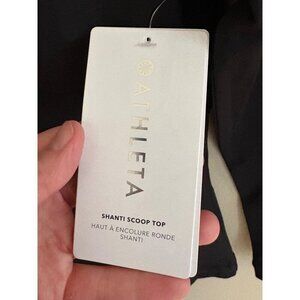 ATHLETA
SHANTI SCOOP TOP
HAUT À ENCOLURE RONDE
SHANTI